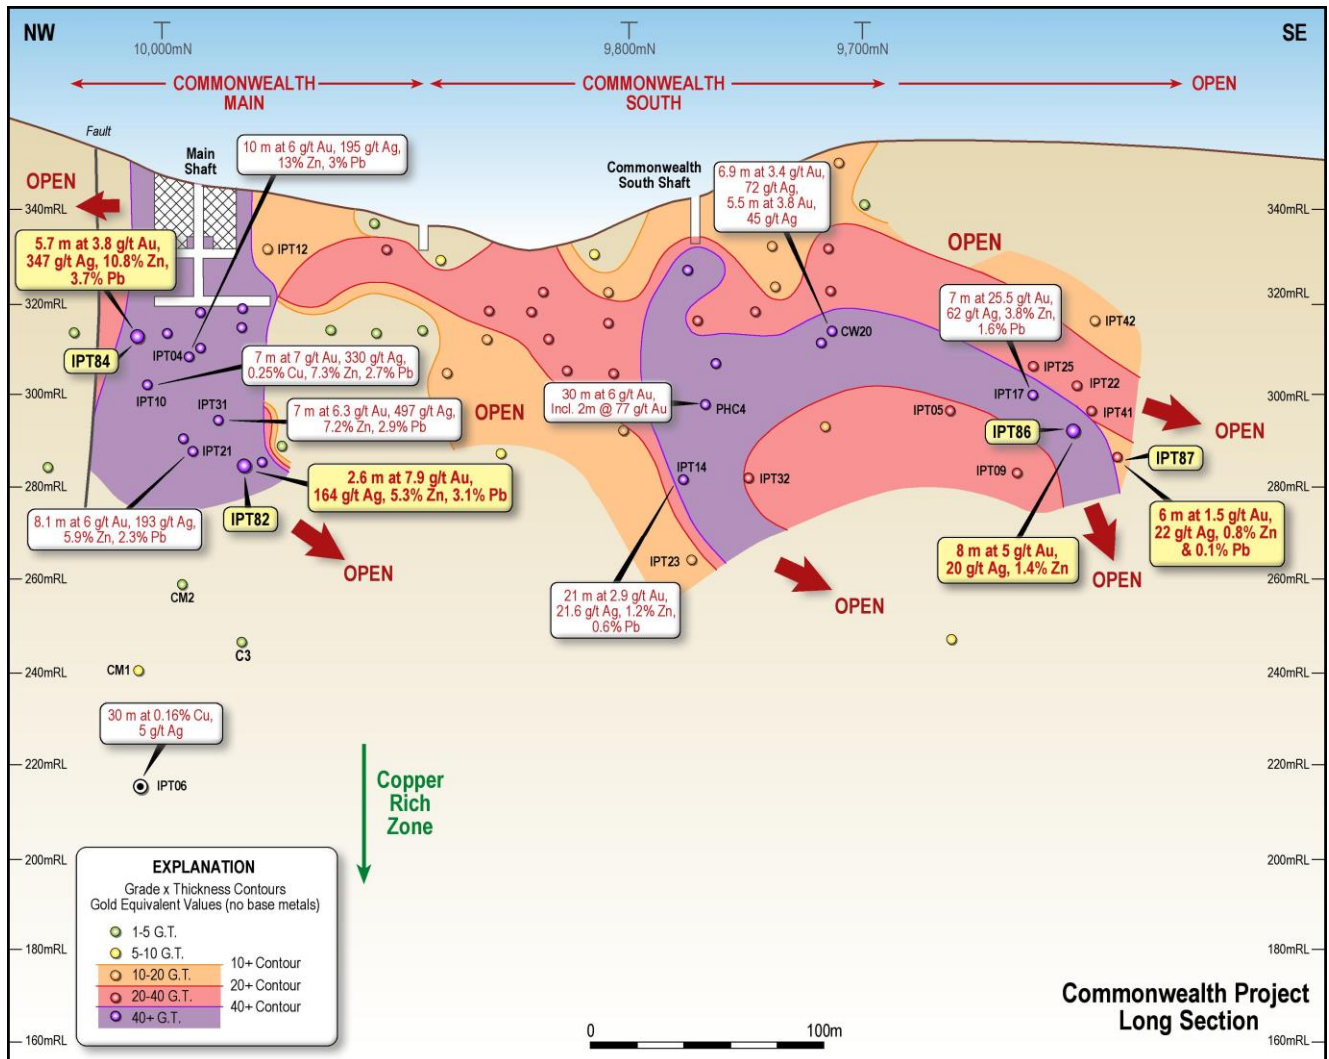 NW
SE
10,000mN
9,800mN
9,700mN
COMMONWEALTH
MAIN
COMMONWEALTH
SOUTH
OPEN
Fault
Main
Shaft
10 m at 6 g/t Au, 195 g/t Ag,
13% Zn, 3% Pb
Commonwealth
South Shaft
6.9 m at 3.4 g/t Au,
72 g/t Ag,
5.5 m at 3.8 Au,
45 g/t Ag
OPEN
340mRL
340mRL
5.7 m at 3.8 g/t Au,
347 g/t Ag, 10.8% Zn,
3.7% Pb
IPT12
OPEN
7 m at 25.5 g/t Au,
62 g/t Ag, 3.8% Zn,
1.6% Pb
320mRL
320mRL
IPT42
CW20
IPT84
IPT04
7 m at 7 g/t Au, 330 g/t Ag,
0.25% Cu, 7.3% Zn, 2.7% Pb
IPT25
IPT22
300mRL
300mRL
IPT10
IPT31
7 m at 6.3 g/t Au, 497 g/t Ag,
7.2% Zn, 2.9% Pb
OPEN
30 m at 6 g/t Au,
Incl. 2m @ 77 g/t Au
PHC4
IPT05
IPT17
IPT41
OPEN
IPT86
IPT87
IPT21
IPT14
IPT32
IPT09
280mRL
280mRL
2.6 m at 7.9 g/t Au,
164 g/t Ag, 5.3% Zn, 3.1% Pb
8.1 m at 6 g/t Au, 193 g/t Ag,
5.9% Zn, 2.3% Pb
IPT82
6 m at 1.5 g/t Au,
22 g/t Ag, 0.8% Zn
& 0.1% Pb
8 m at 5 g/t Au,
20 g/t Ag, 1.4% Zn
OPEN
IPT23
OPEN
OPEN
260mRL
260mRL
CM2
21 m at 2.9 g/t Au,
21.6 g/t Ag, 1.2% Zn,
0.6% Pb
C3
CM1
240mRL
240mRL
30 m at 0.16% Cu,
5 g/t Ag
220mRL
220mRL
IPT06
Copper
Rich
Zone
200mRL
200mRL
EXPLANATION
Grade x Thickness Contours
Gold Equivalent Values (no base metals)
1-5 G.T.
5-10 G.T.
10+ Contour
10-20 G.T.
20+ Contour
20-40 G.T.
40+ Contour
40+ G.T.
180mRL
180mRL
160mRL
160mRL
0
100m
Commonwealth Project
Long Section